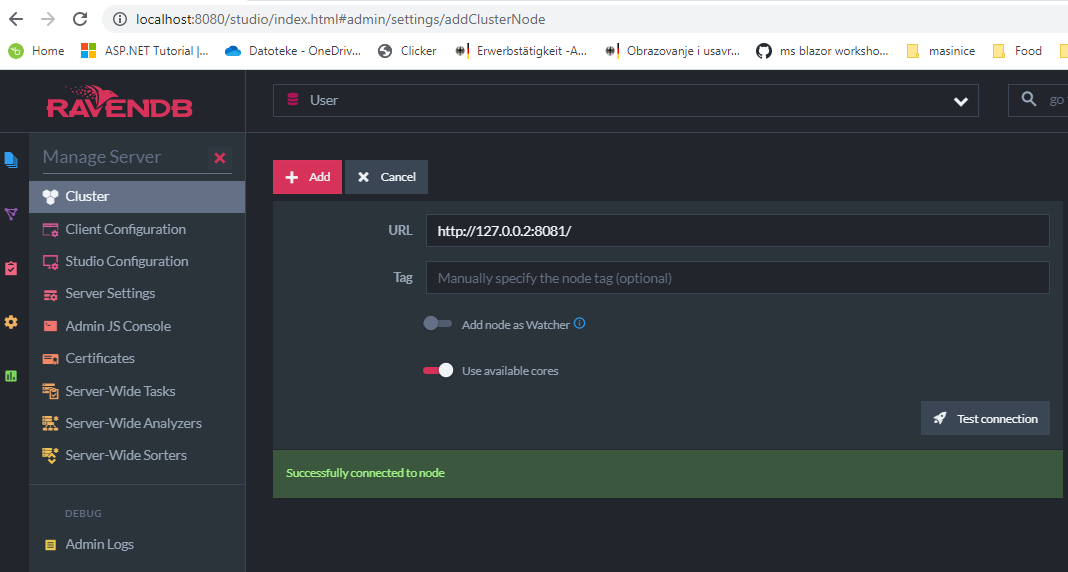 localhost:8080/studio/index.html#admin/settings/addClusterNode
Home ASP.NET Tutorial |... Datoteke - OneDriv... Clicker Erwerbstätigkeit -A... Obrazovanje i usavr... ms blazor worksho... masinice Food
RAVENDB
User
go
Manage Server
Add Cancel
Cluster
Client Configuration
Studio Configuration
Server Settings
Admin JS Console
Certificates
Server-Wide Tasks
Server-Wide Analyzers
Server-Wide Sorters
DEBUG
Admin Logs
URL http://127.0.0.2:8081/
Tag Manually specify the node tag (optional)
Add node as Watcher
Use available cores
Test connection
Successfully connected to node